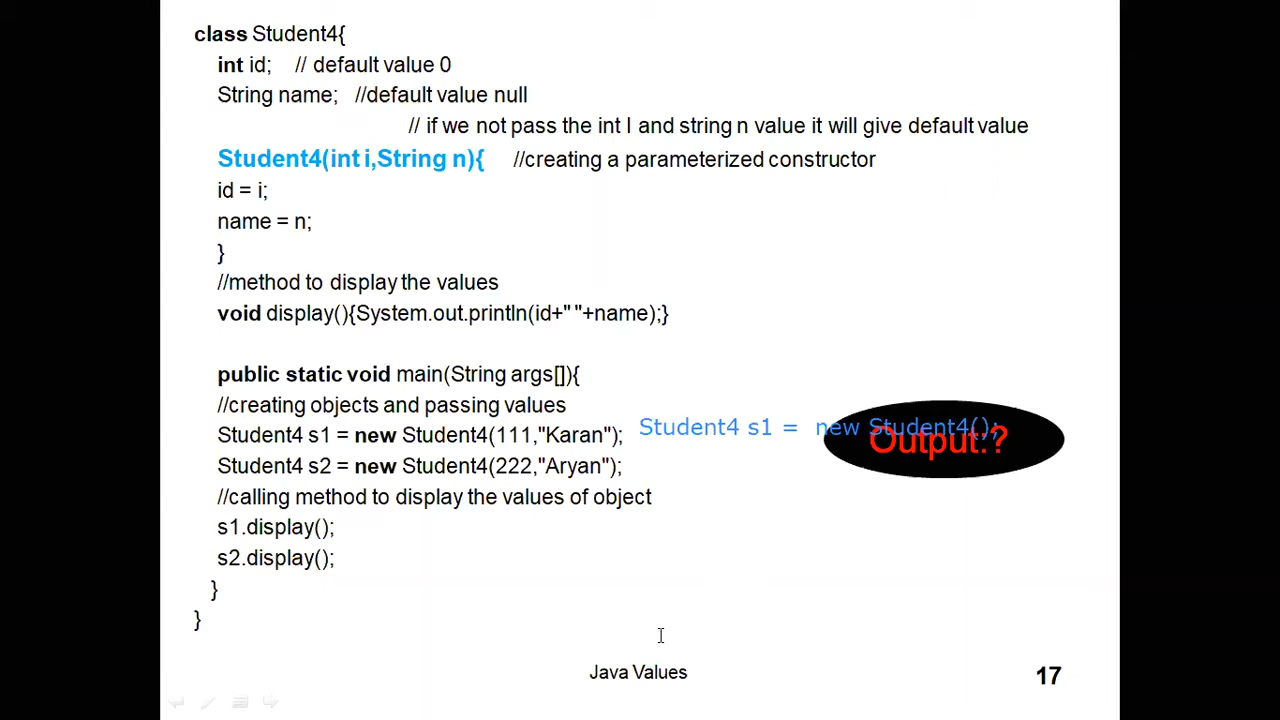 class Student4{
int id; // default value 0
String name; //default value null
// if we not pass the int I and string n value it will give default value
Student4(int i,String n){ //creating a parameterized constructor
id = i;
name = n;
}
//method to display the values
void display(){System.out.println(id+" "+name);}
public static void main(String args[]){
//creating objects and passing values
Student4 s1 = new Student4(111,"Karan"); Student4 s1 = new Student4();
Output:?
Student4 s2 = new Student4(222,"Aryan");
//calling method to display the values of object
s1.display();
s2.display();
}
}
Java Values
17